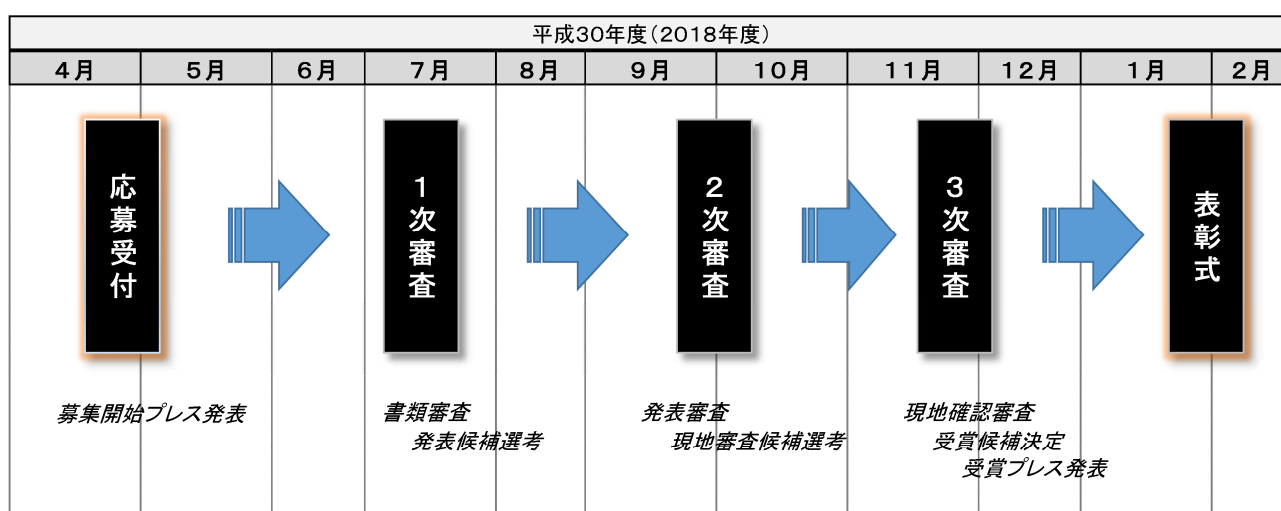 平成30年度（2018年度）
4月 5月 6月 7月 8月 9月 10月 11月 12月 1月 2月
応募受付
1次審査
2次審査
3次審査
表彰式
募集開始プレス発表
書類審査
発表候補選考
発表審査
現地審査候補選考
現地確認審査
受賞候補決定
受賞プレス発表